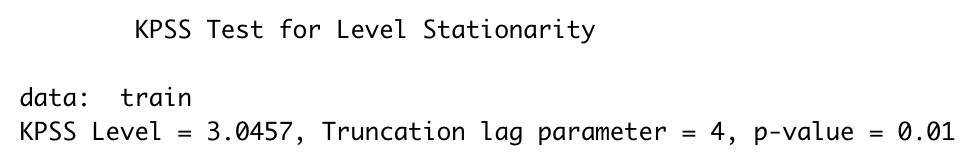 KPSS Test for Level Stationarity
data:  train
KPSS Level = 3.0457, Truncation lag parameter = 4, p-value = 0.01